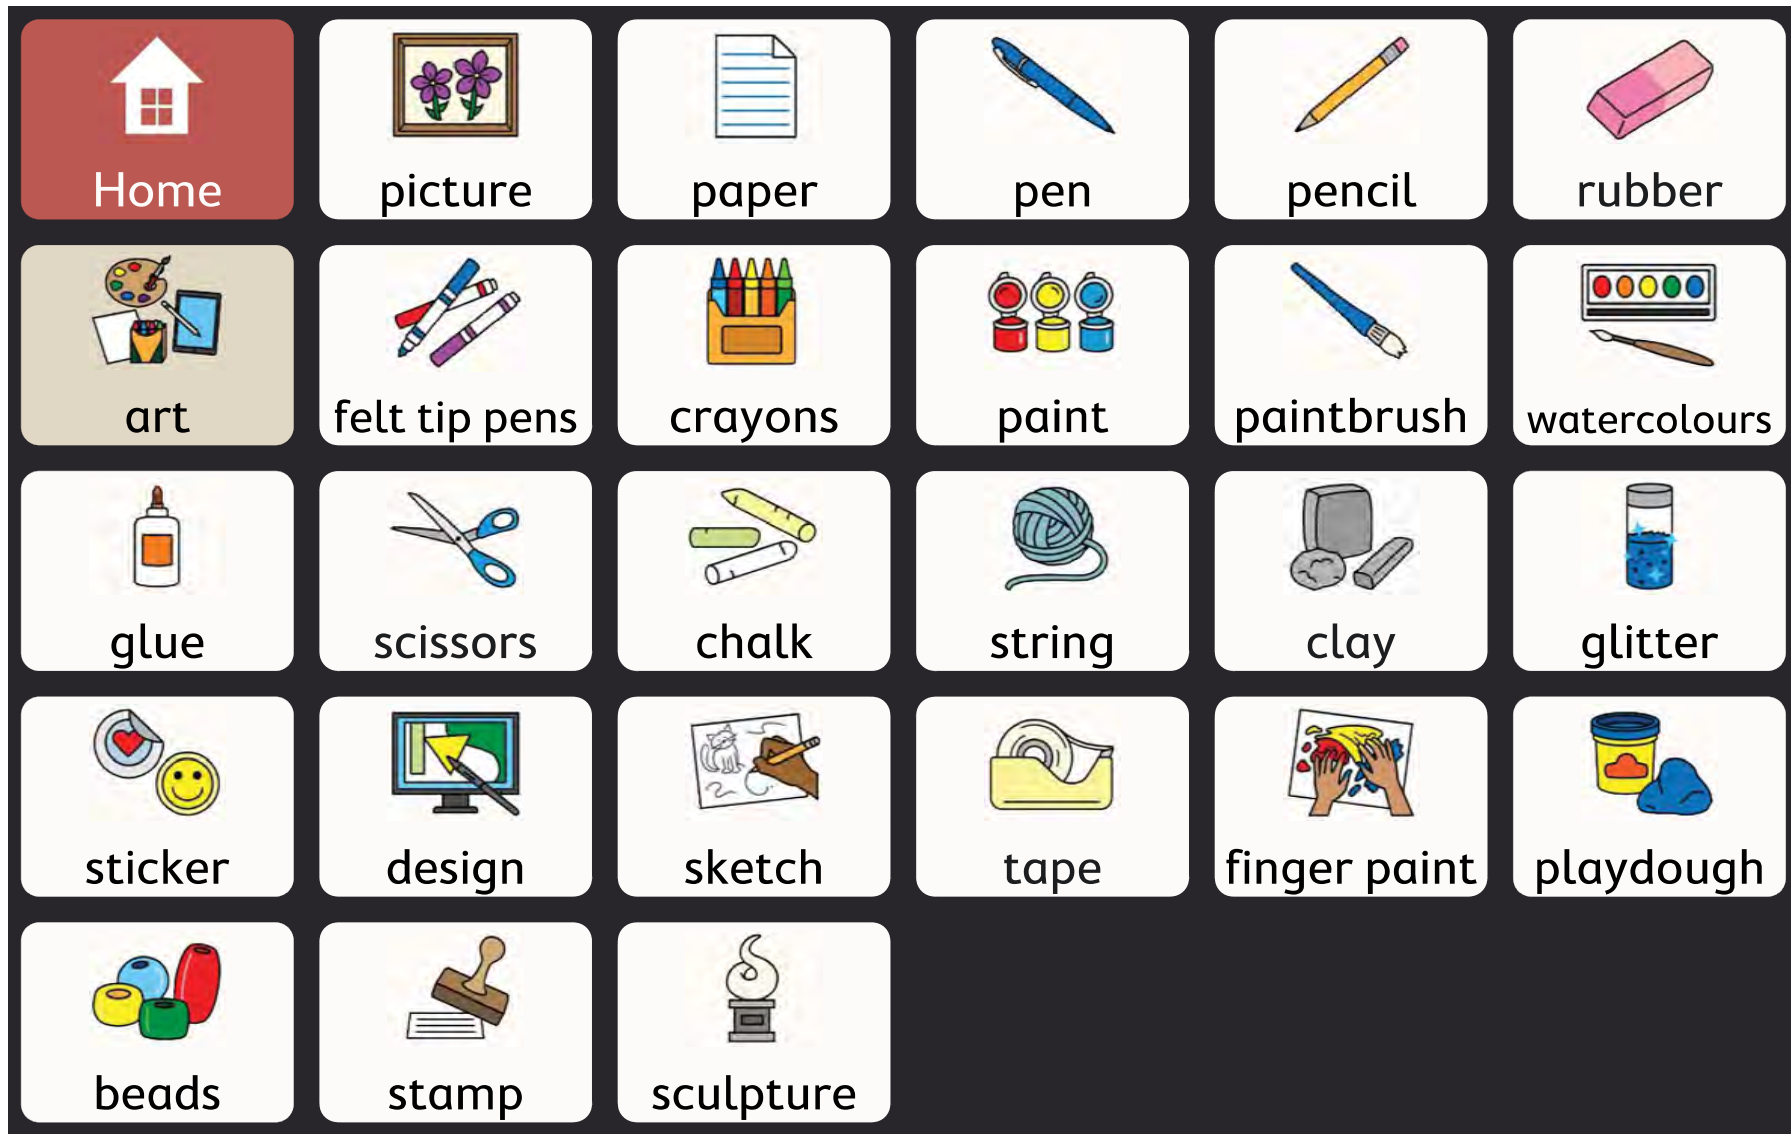 Home
picture
paper
pen
pencil
rubber
art
felt tip pens
crayons
paint
paintbrush
watercolours
glue
scissors
chalk
string
clay
glitter
sticker
design
sketch
tape
finger paint
playdough
beads
stamp
sculpture